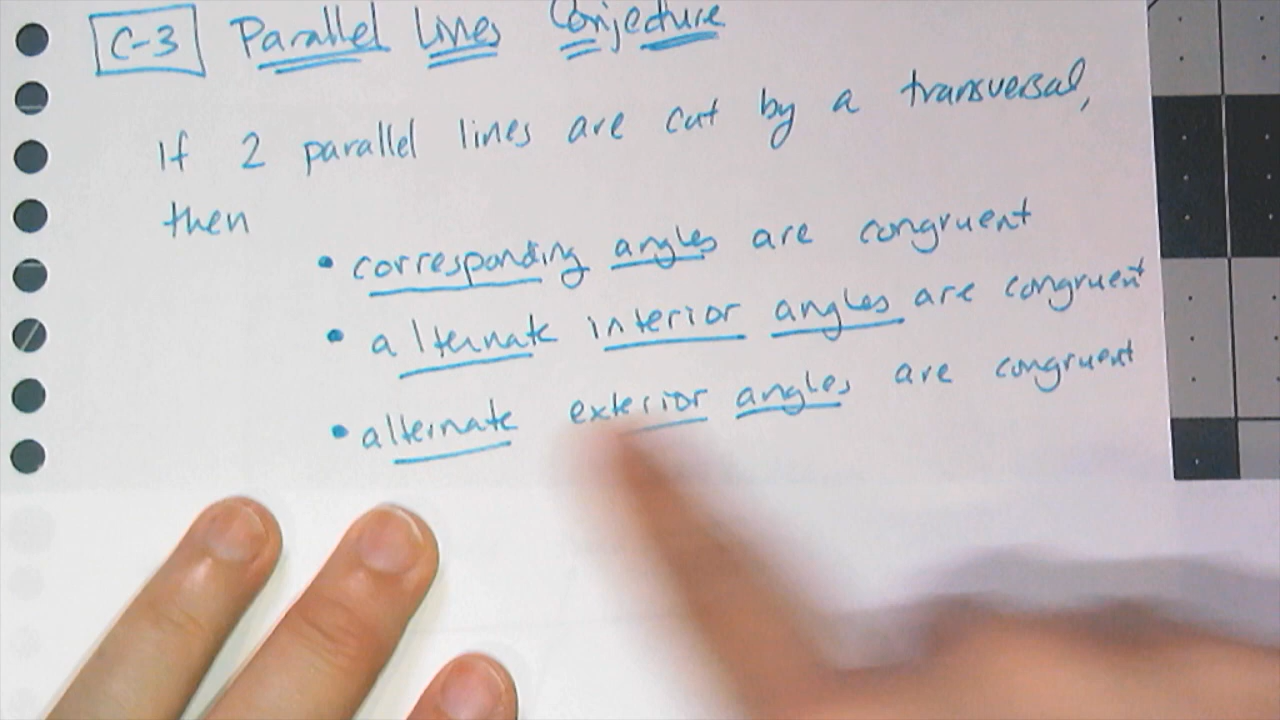 C-3 Parallel Lines Conjecture
If 2 parallel lines are cut by a transversal,
then
• corresponding angles are congruent
• alternate interior angles are congruent
• alternate exterior angles are congruent